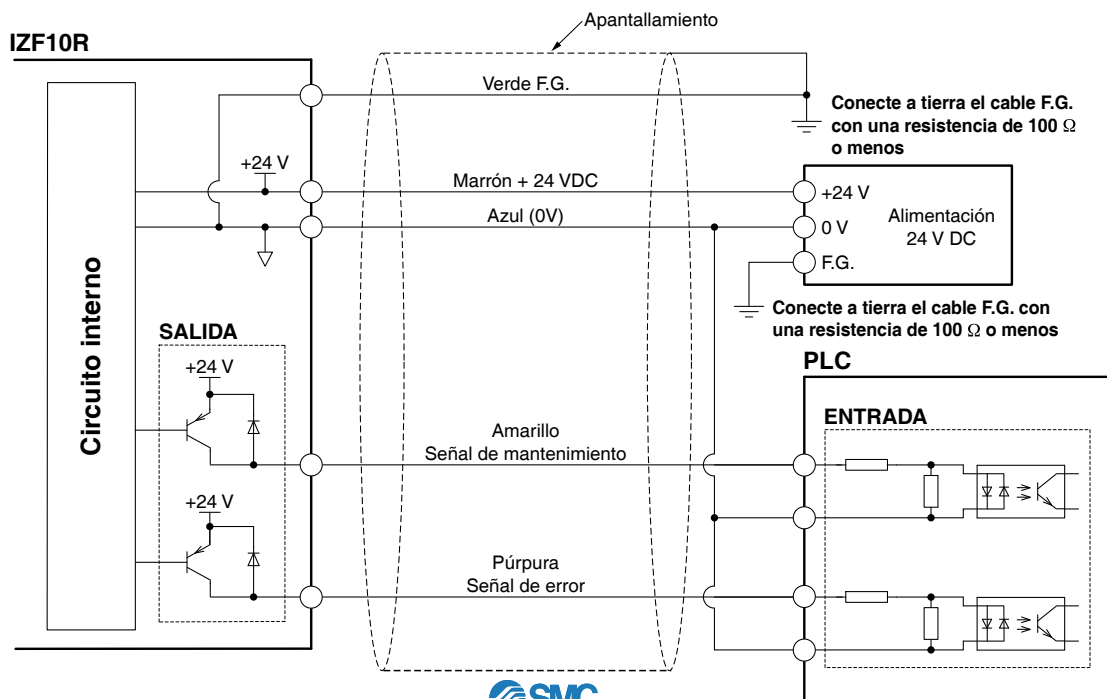 Apantallamiento
IZF10R
Verde F.G.
Conecte a tierra el cable F.G.
con una resistencia de 100 Ω
o menos
+24 V
Marrón + 24 VDC
+24 V
Azul (0V)
0 V
Alimentación
24 V DC
F.G.
Conecte a tierra el cable F.G. con
una resistencia de 100 Ω o menos
Circuito interno
SALIDA
PLC
+24 V
ENTRADA
Amarillo
Señal de mantenimiento
+24 V
Púrpura
Señal de error
SMC